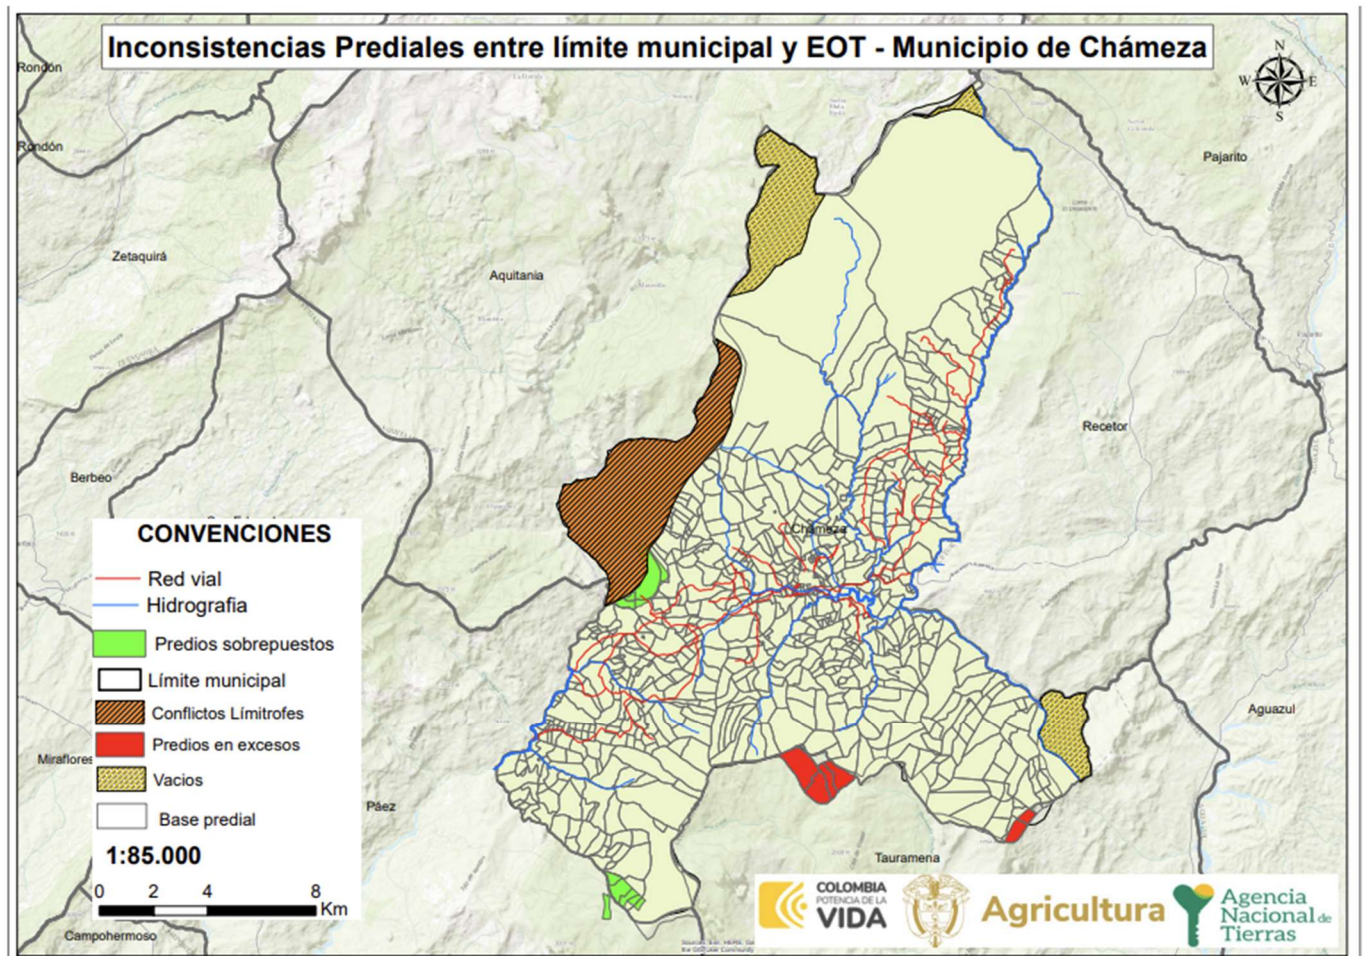 Inconsistencias Prediales entre límite municipal y EOT - Municipio de Chámeza
N
W
E
S
Rondón
Rondón
Pajarito
Zetaquirá
Aquitania
Recetor
Berbeo
Chámeza
CONVENCIONES
Red vial
Hidrografia
Predios sobrepuestos
Límite municipal
Conflictos Límitrofes
Predios en excesos
Vacios
Base predial
1:85.000
0 2 4 8
Km
Aguazul
Miraflores
Páez
Tauramena
Campohermoso
COLOMBIA
POTENCIA DE LA
VIDA
Agricultura
Agencia
Nacional de
Tierras